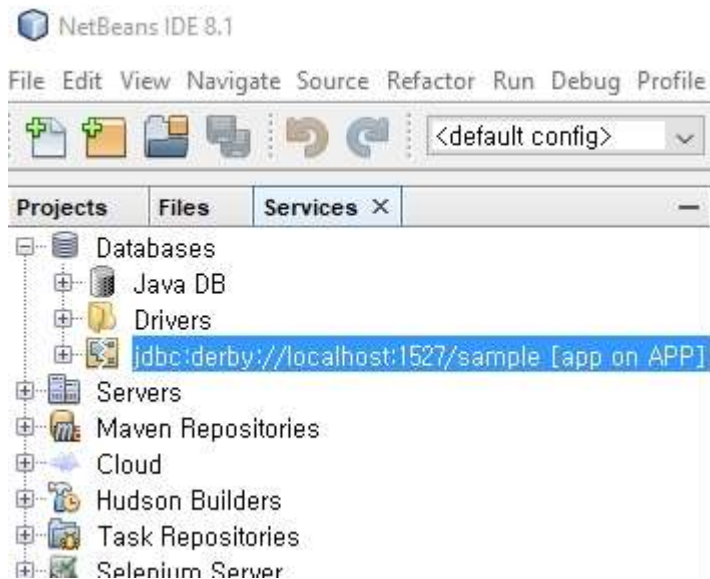 NetBeans IDE 8.1
File Edit View Navigate Source Refactor Run Debug Profile
<default config>
Projects Files Services ×
Databases
Java DB
Drivers
jdbc:derby://localhost:1527/sample [app on APP]
Servers
Maven Repositories
Cloud
Hudson Builders
Task Repositories
Selenium Server